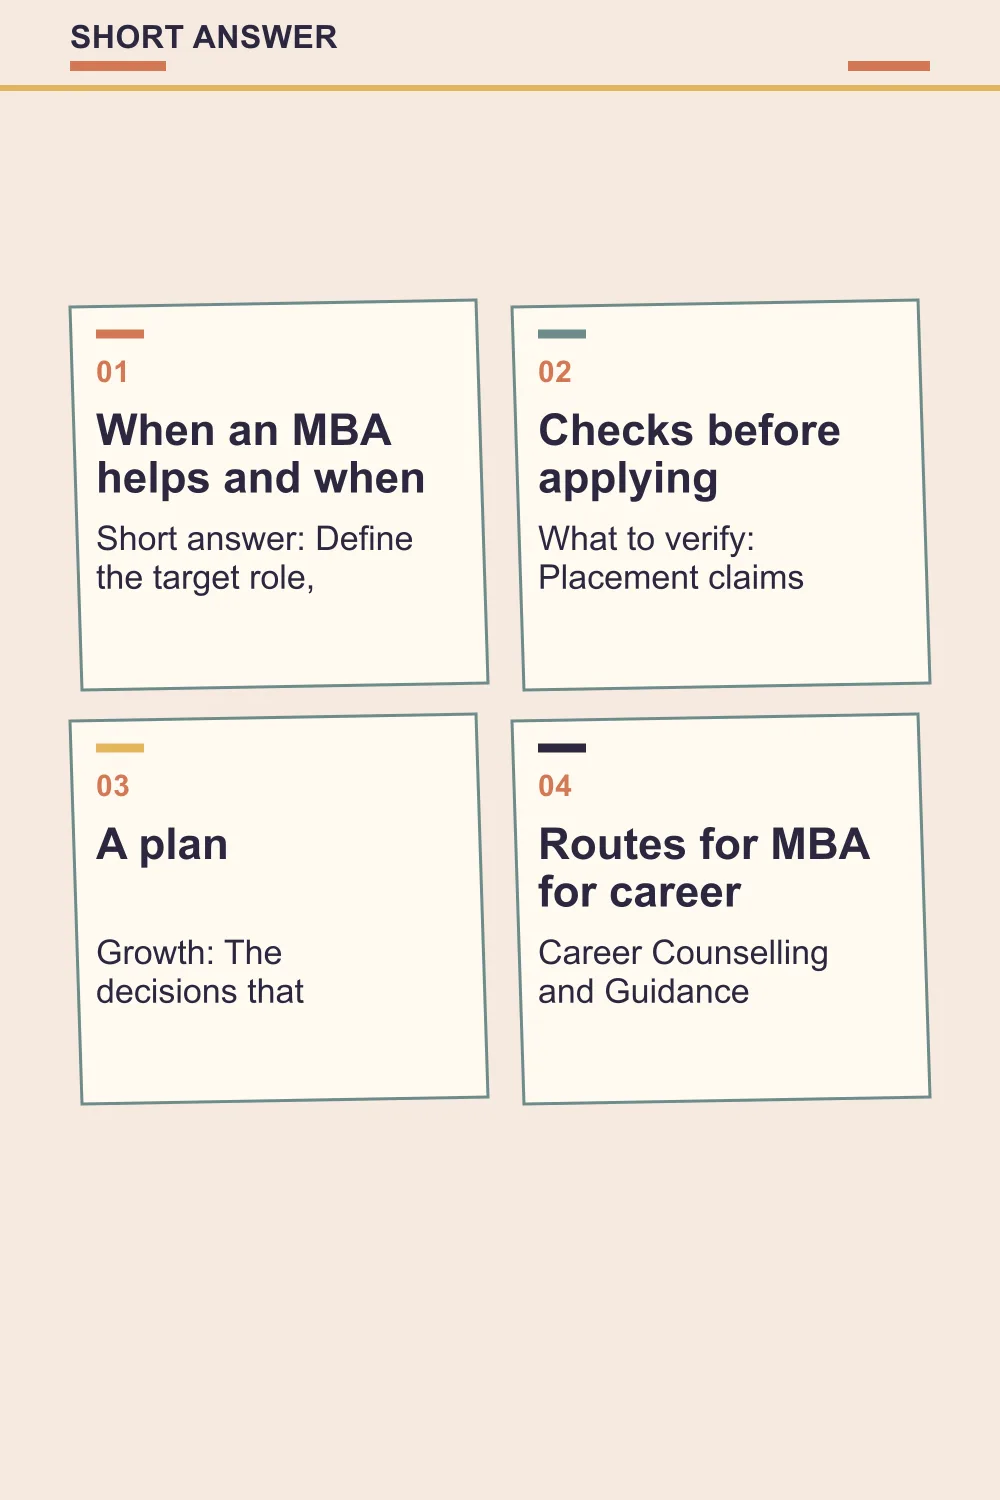 SHORT ANSWER
01
When an MBA
helps and when
Short answer: Define
the target role,
02
Checks before
applying
What to verify:
Placement claims
03
A plan
Growth: The
decisions that
04
Routes for MBA
for career
Career Counselling
and Guidance